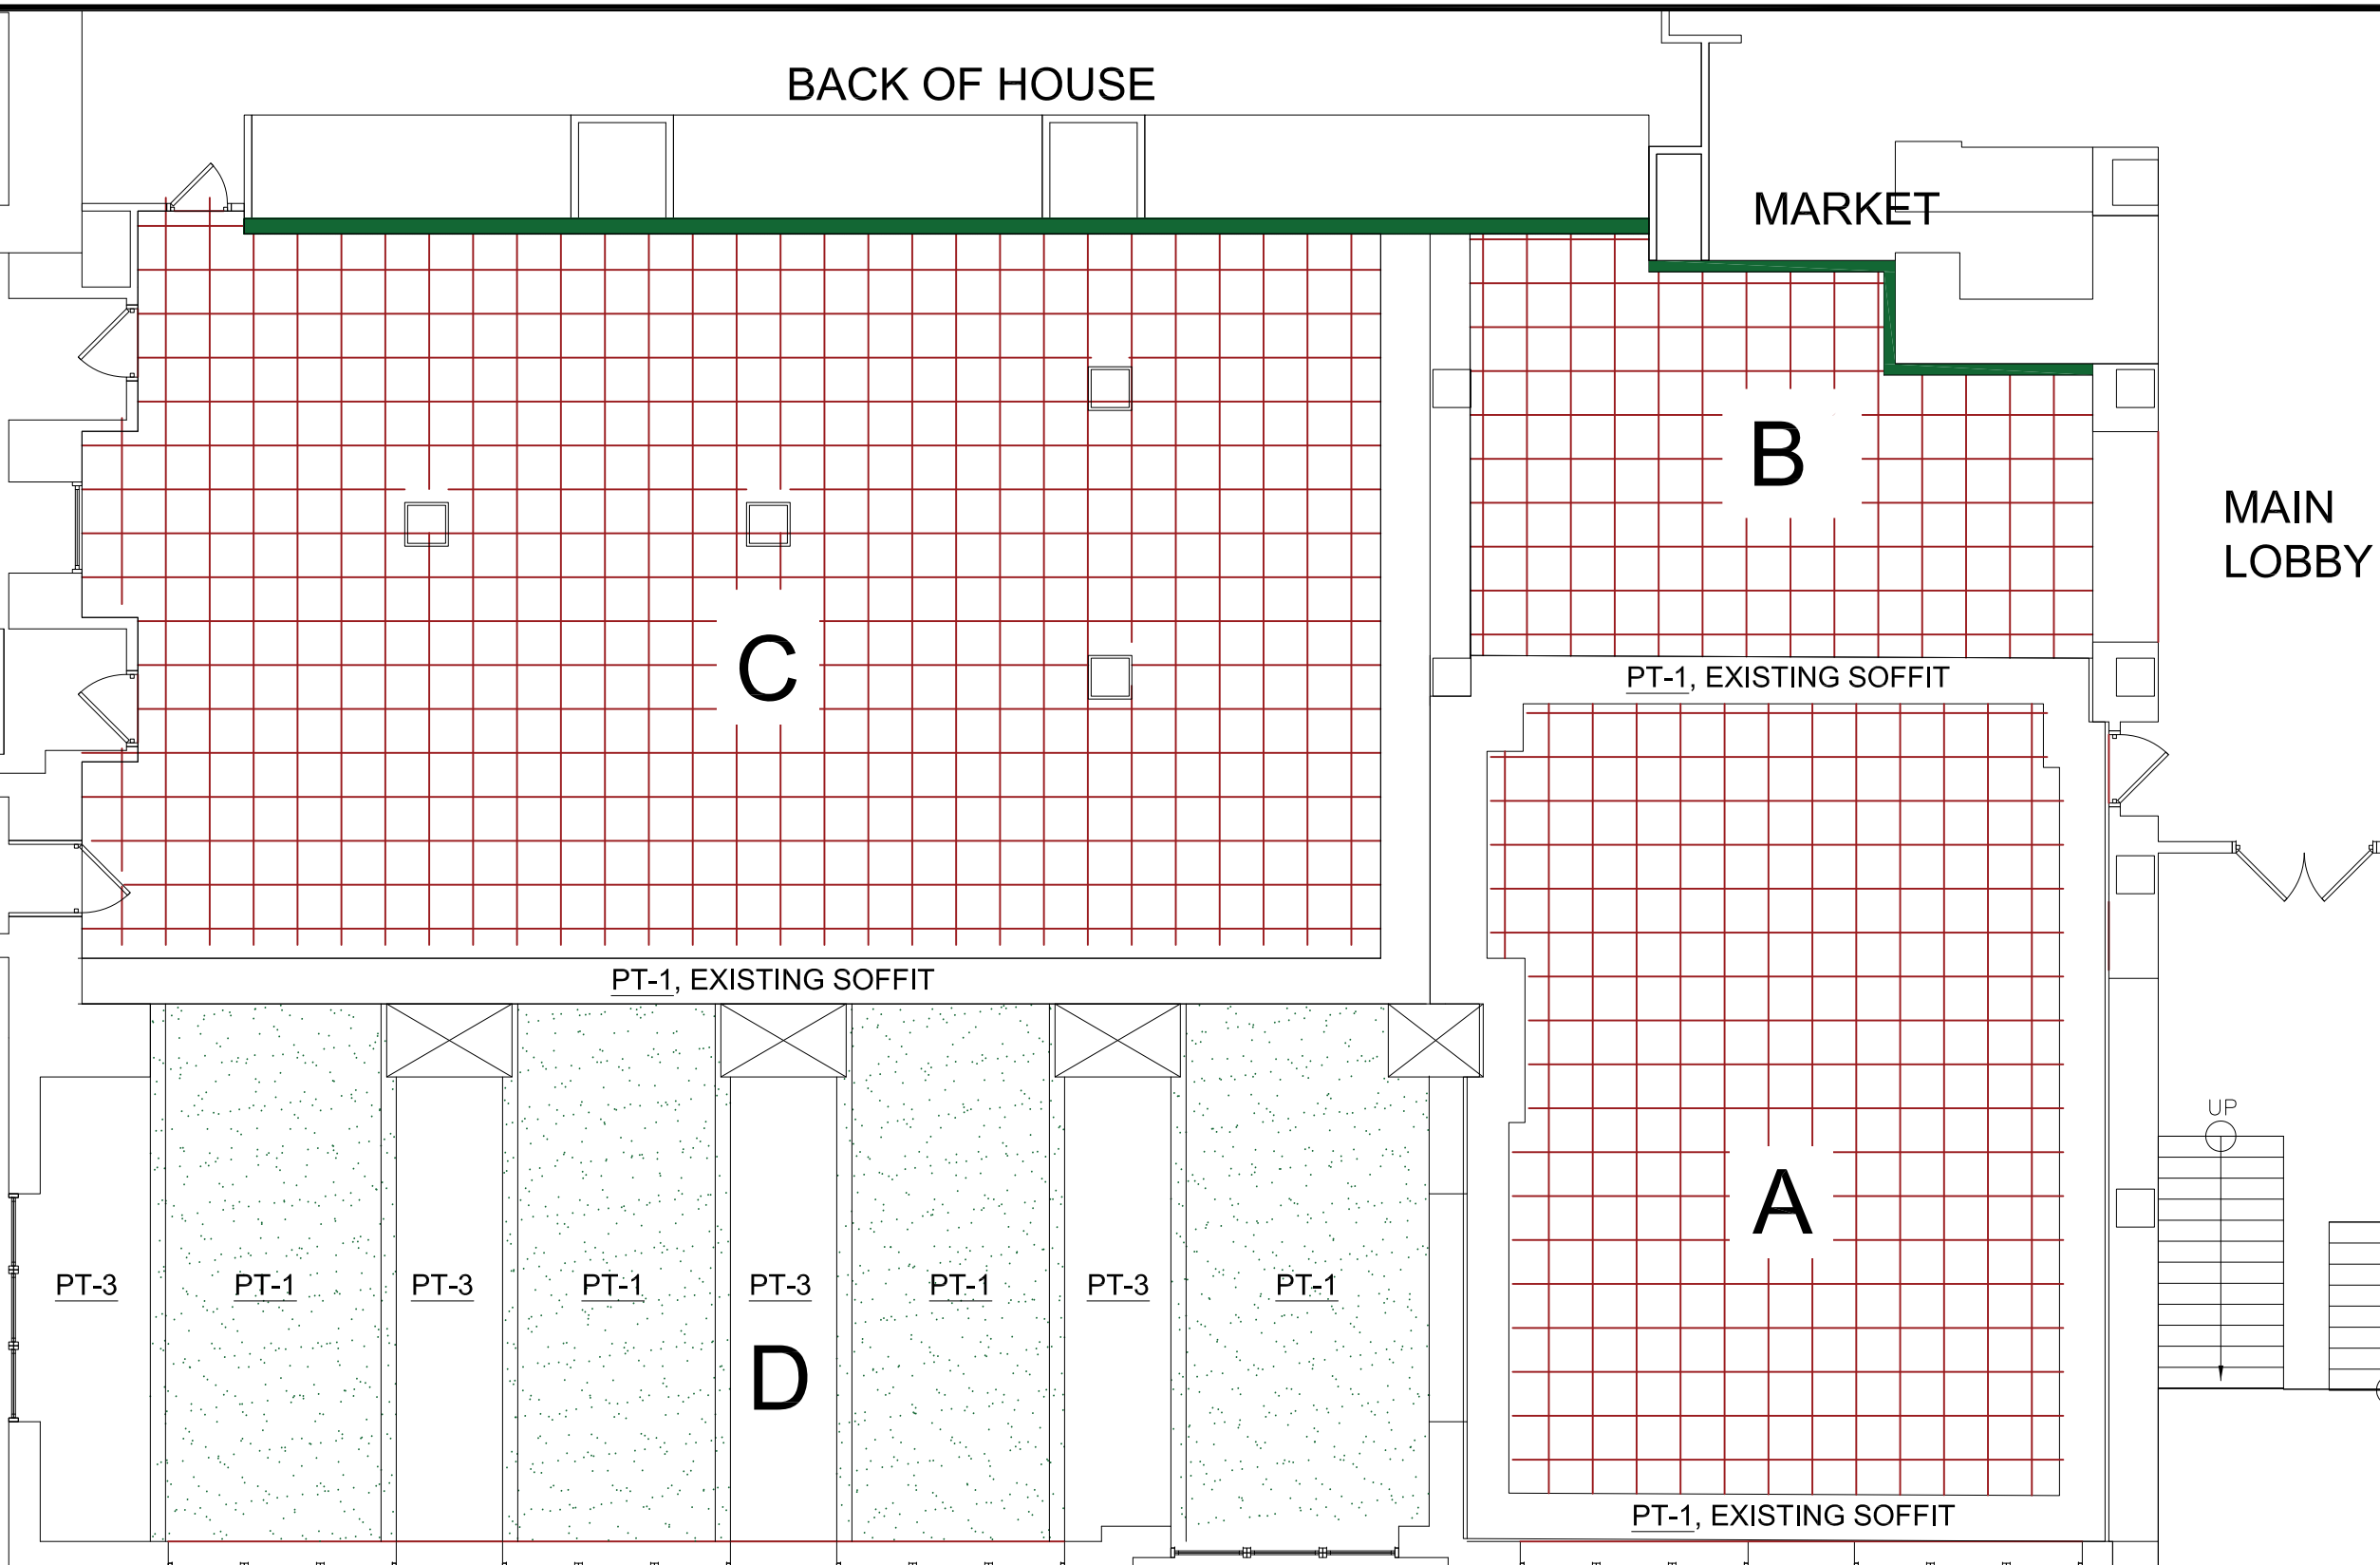 BACK OF HOUSE
MARKET
B
MAIN
LOBBY
C
PT-1, EXISTING SOFFIT
PT-1, EXISTING SOFFIT
UP
A
PT-3
PT-1
PT-3
PT-1
PT-3
PT-1
PT-3
PT-1
D
PT-1, EXISTING SOFFIT